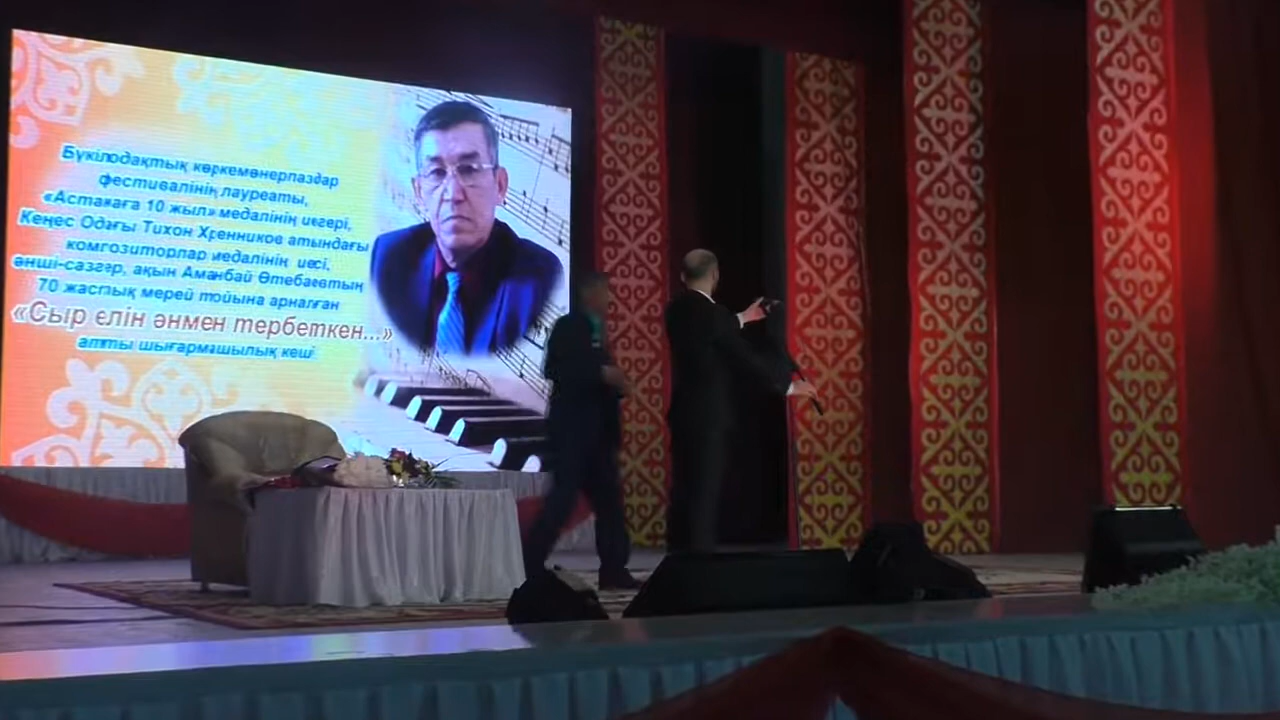 Бүкілодақтық көркемөнерпаздар
фестивалінің лауреаты,
«Астанаға 10 жыл» медалінің иегері,
Кеңес Одағы Тихон Хренников атындағы
композиторлар медалінің иесі,
әнші-сазгер, ақын Аманбай Өтебаевтың
70 жастық мерей тойына арналған
«Сыр елін әнмен тербеткен...»
атты шығармашылық кеші